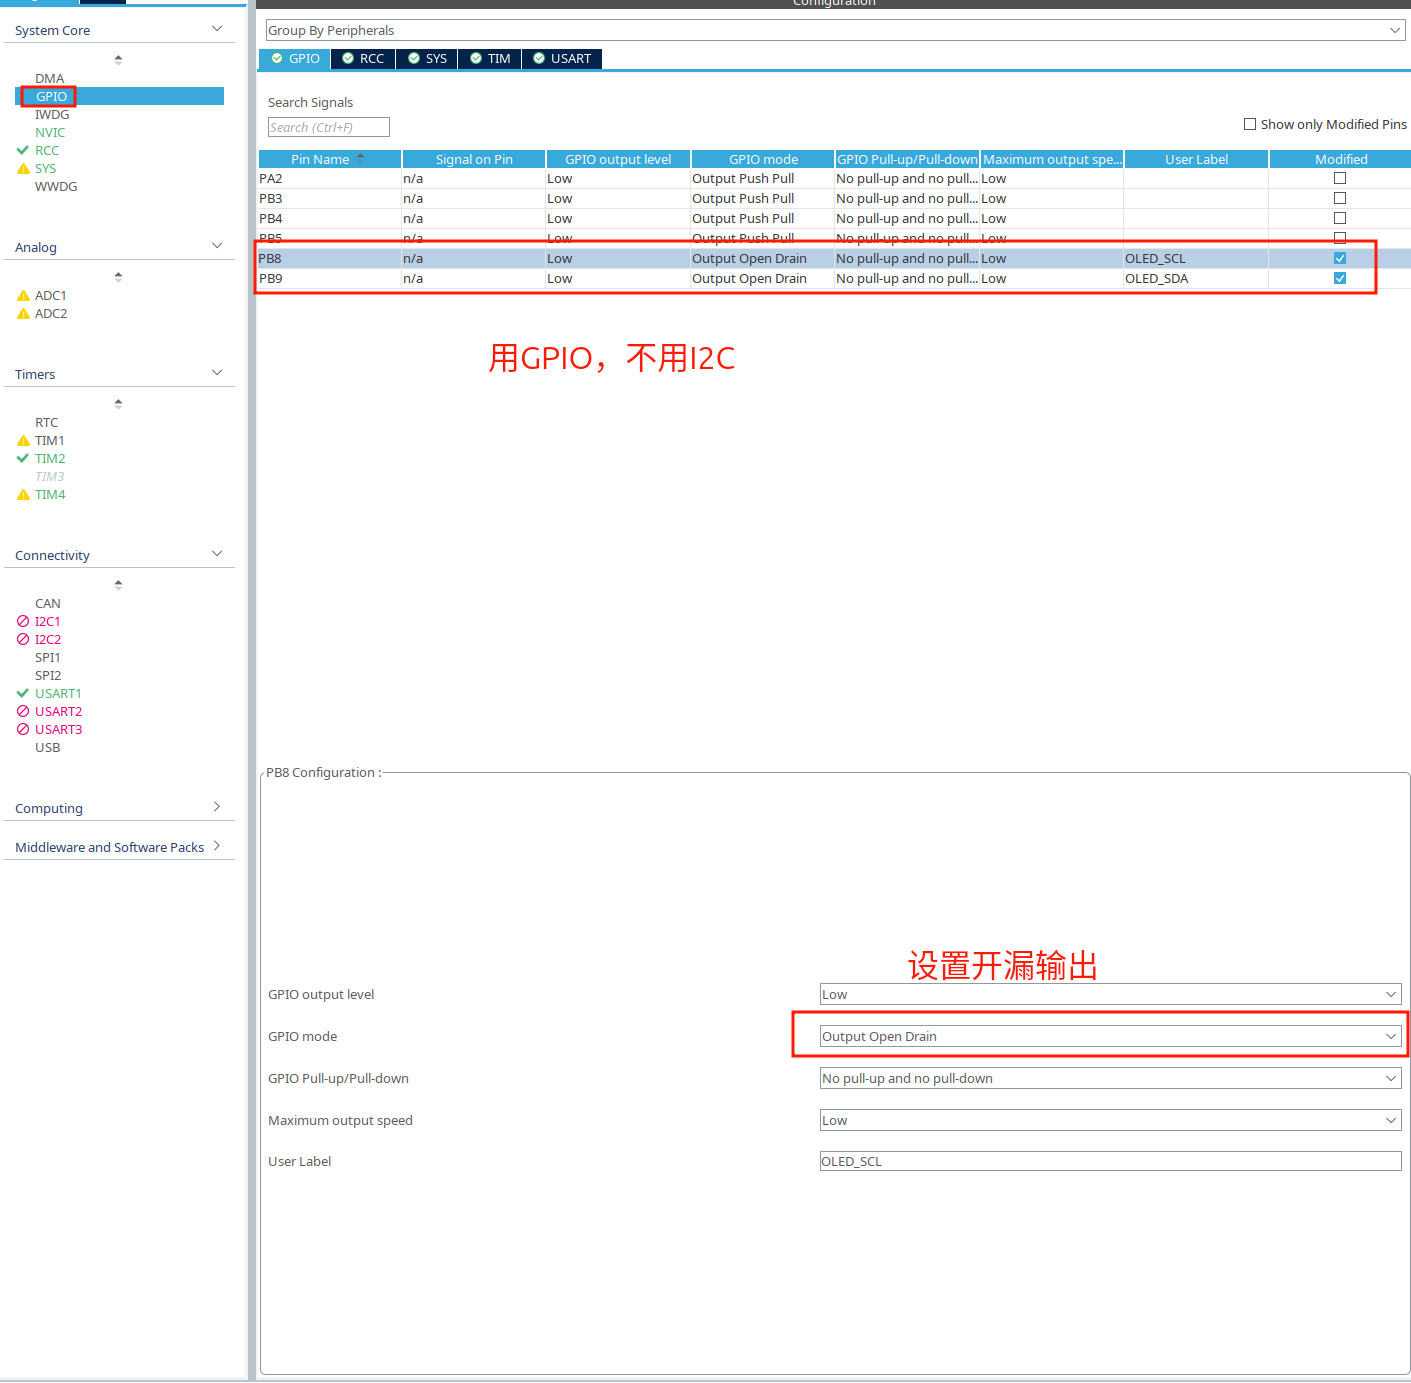 Configuration
System Core
DMA
GPIO
IWDG
NVIC
RCC
SYS
WWDG
Analog
ADC1
ADC2
Timers
RTC
TIM1
TIM2
TIM3
TIM4
Connectivity
CAN
I2C1
I2C2
SPI1
SPI2
USART1
USART2
USART3
USB
Computing
Middleware and Software Packs
Group By Peripherals
GPIO RCC SYS TIM USART
Search Signals
Search (Ctrl+F)
Show only Modified Pins
Pin Name Signal on Pin GPIO output level GPIO mode GPIO Pull-up/Pull-down Maximum output spe... User Label Modified
PA2 n/a Low Output Push Pull No pull-up and no pull... Low
PB3 n/a Low Output Push Pull No pull-up and no pull... Low
PB4 n/a Low Output Push Pull No pull-up and no pull... Low
PB5 n/a Low Output Push Pull No pull-up and no pull... Low
PB8 n/a Low Output Open Drain No pull-up and no pull... Low OLED_SCL
PB9 n/a Low Output Open Drain No pull-up and no pull... Low OLED_SDA
用GPIO，不用I2C
PB8 Configuration :
设置开漏输出
GPIO output level Low
GPIO mode Output Open Drain
GPIO Pull-up/Pull-down No pull-up and no pull-down
Maximum output speed Low
User Label OLED_SCL